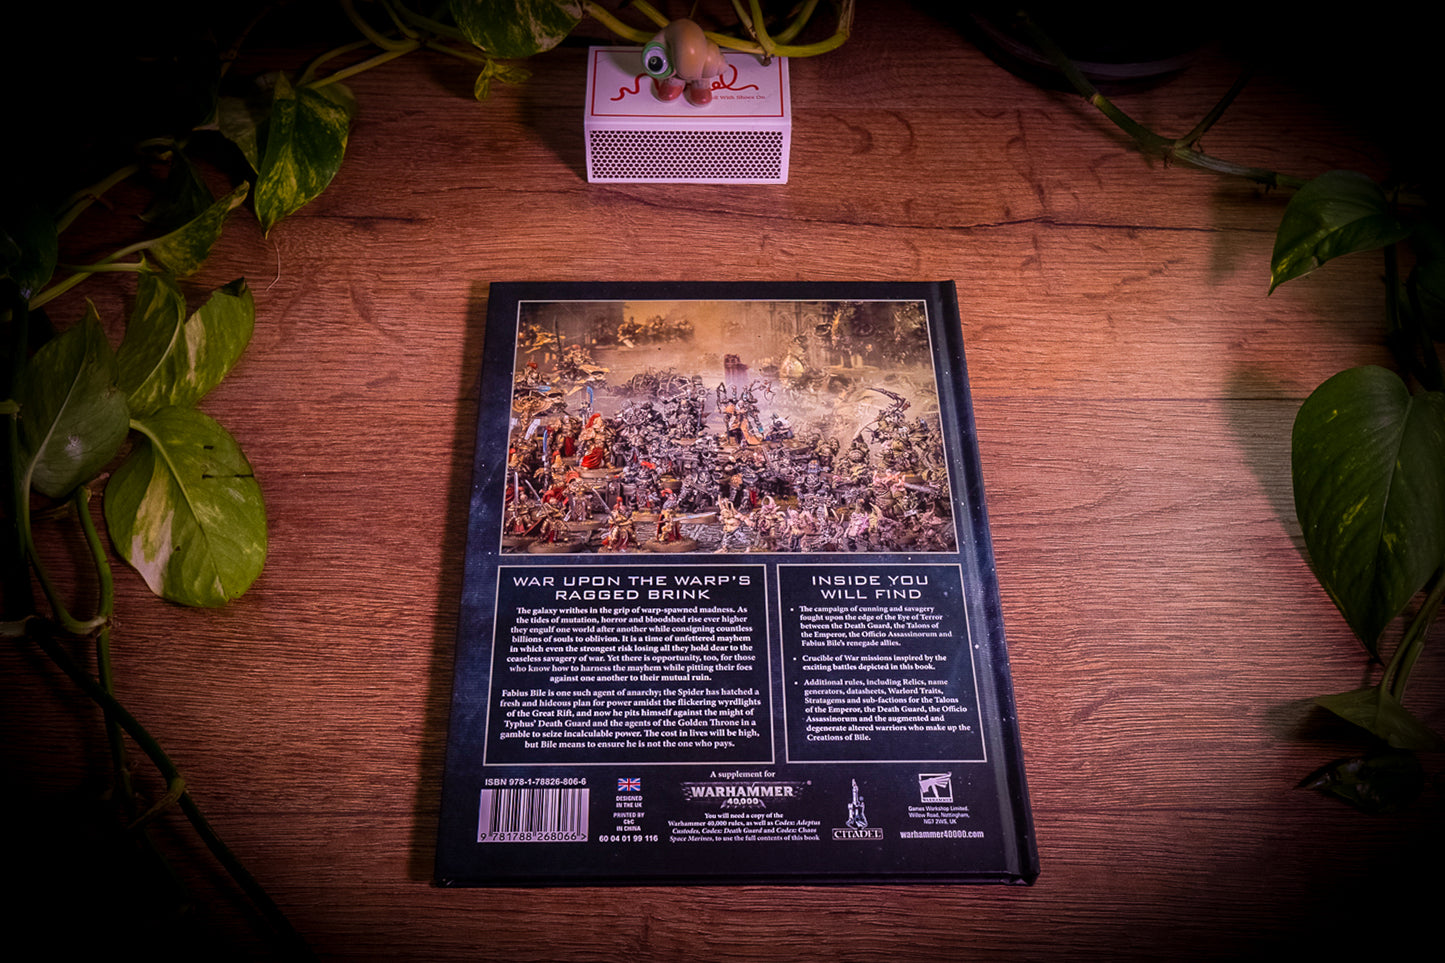 With Shoes On
WAR UPON THE WARP'S
RAGGED BRINK
The galaxy writhes in the grip of warp-spawned madness. As
the tides of mutation, horror and bloodshed rise ever higher
they engulf one world after another while consigning countless
billions of souls to oblivion. It is a time of unfettered mayhem
in which even the strongest risk losing all they hold dear to the
ceaseless savagery of war. Yet there is opportunity, too, for those
who know how to harness the mayhem while pitting their foes
against one another to their mutual ruin.
Fabius Bile is one such agent of anarchy; the Spider has hatched a
fresh and hideous plan for power amidst the flickering wyrdlights
of the Great Rift, and now he pits himself against the might of
Typhus' Death Guard and the agents of the Golden Throne in a
gamble to seize incalculable power. The cost in lives will be high,
but Bile means to ensure he is not the one who pays.
INSIDE YOU
WILL FIND
• The campaign of cunning and savagery
fought upon the edge of the Eye of Terror
between the Death Guard, the Talons of
the Emperor, the Officio Assassinorum and
Fabius Bile's renegade allies.
• Crucible of War missions inspired by the
exciting battles depicted in this book.
• Additional rules, including Relics, name
generators, datasheets, Warlord Traits,
Stratagems and sub-factions for the Talons
of the Emperor, the Death Guard, the Officio
Assassinorum and the augmented and
degenerate altered warriors who make up the
Creations of Bile.
ISBN 978-1-78826-806-6
9 781788 268066 >
DESIGNED
IN THE UK
PRINTED BY
C&C
IN CHINA
60 04 01 99 116
A supplement for
WARHAMMER
40,000
You will need a copy of the
Warhammer 40,000 rules, as well as Codex: Adeptus
Custodes, Codex: Death Guard and Codex: Chaos
Space Marines, to use the full contents of this book
CITADEL
WARHAMMER
Games Workshop Limited,
Willow Road, Nottingham,
NG7 2WS, UK
warhammer40000.com